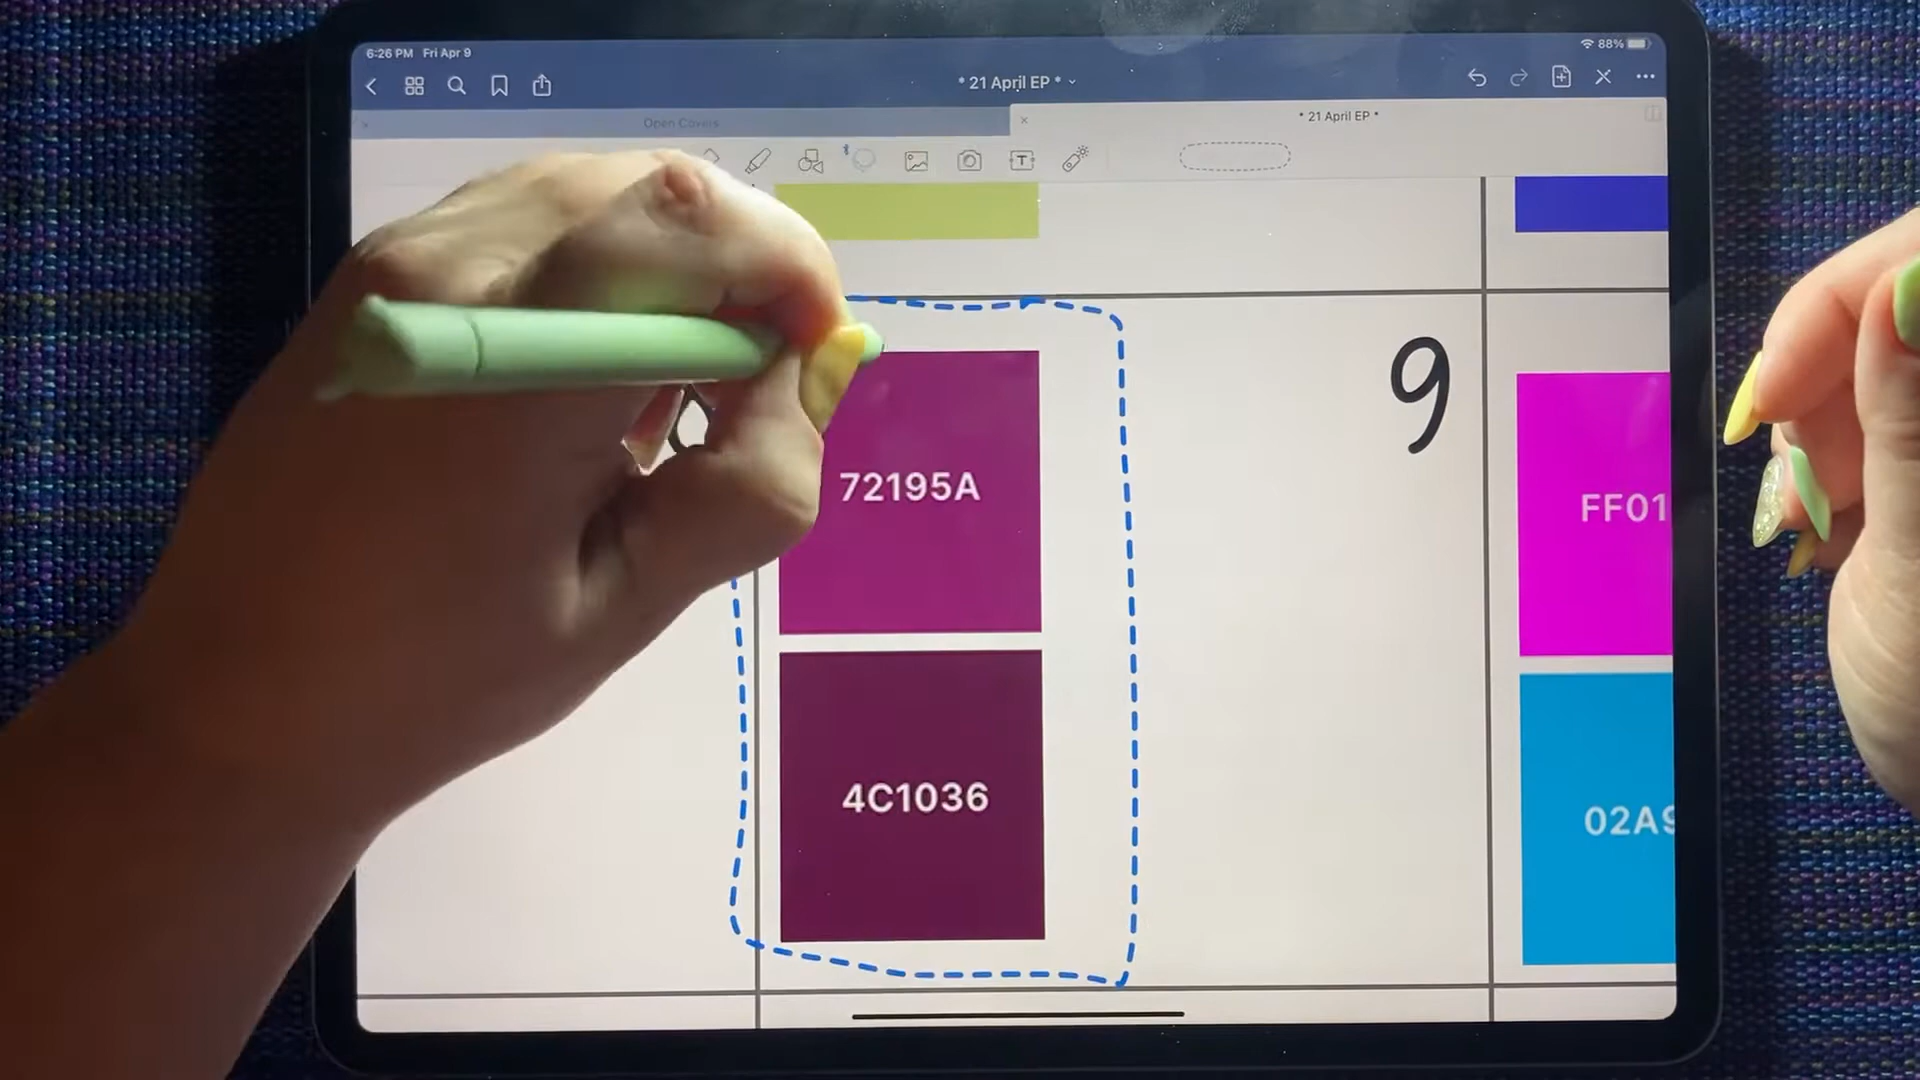 6:26 PM Fri Apr 9
88%
* 21 April EP *
Open Covers
* 21 April EP *
T
9
72195A
FF01
4C1036
02A9